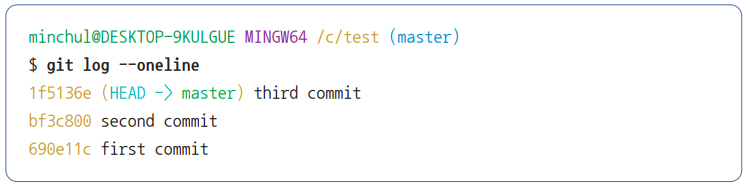 minchul@DESKTOP-9KULGUE MINGW64 /c/test (master)
$ git log --oneline
1f5136e (HEAD -> master) third commit
bf3c800 second commit
690e11c first commit